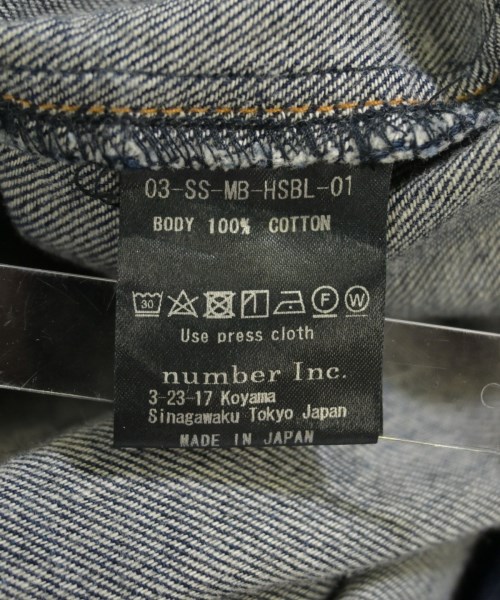 03-SS-MB-HSBL-01
BODY 100% COTTON
30 F W
Use press cloth
number Inc.
3-23-17 Koyama
Sinagawaku Tokyo Japan
MADE IN JAPAN